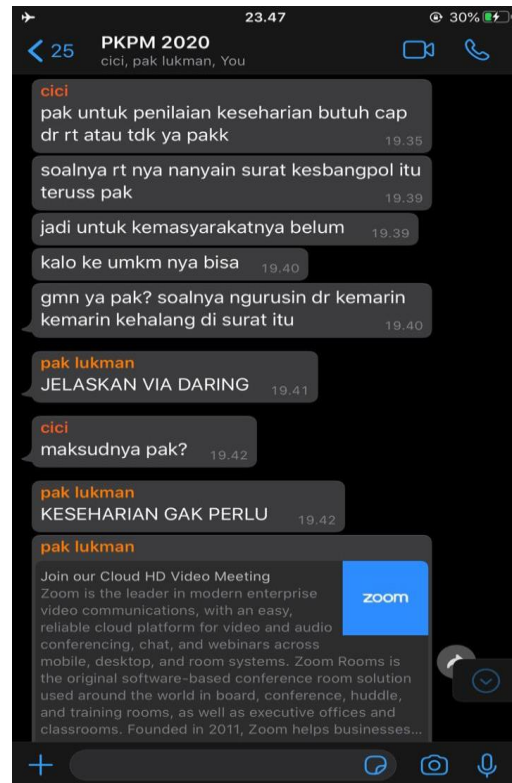 23.47
30%
25
PKPM 2020
cici, pak lukman, You
cici
pak untuk penilaian keseharian butuh cap
dr rt atau tdk ya pakk
19.35
soalnya rt nya nanyain surat kesbangpol itu
teruss pak
19.39
jadi untuk kemasyarakatnya belum
19.39
kalo ke umkm nya bisa
19.40
gmn ya pak? soalnya ngurusin dr kemarin
kemarin kehalang di surat itu
19.40
pak lukman
JELASKAN VIA DARING
19.41
cici
maksudnya pak?
19.42
pak lukman
KESEHARIAN GAK PERLU
19.42
pak lukman
Join our Cloud HD Video Meeting
Zoom is the leader in modern enterprise
video communications, with an easy,
reliable cloud platform for video and audio
conferencing, chat, and webinars across
mobile, desktop, and room systems. Zoom Rooms is
the original software-based conference room solution
used around the world in board, conference, huddle,
and training rooms, as well as executive offices and
classrooms. Founded in 2011, Zoom helps businesses...
zoom